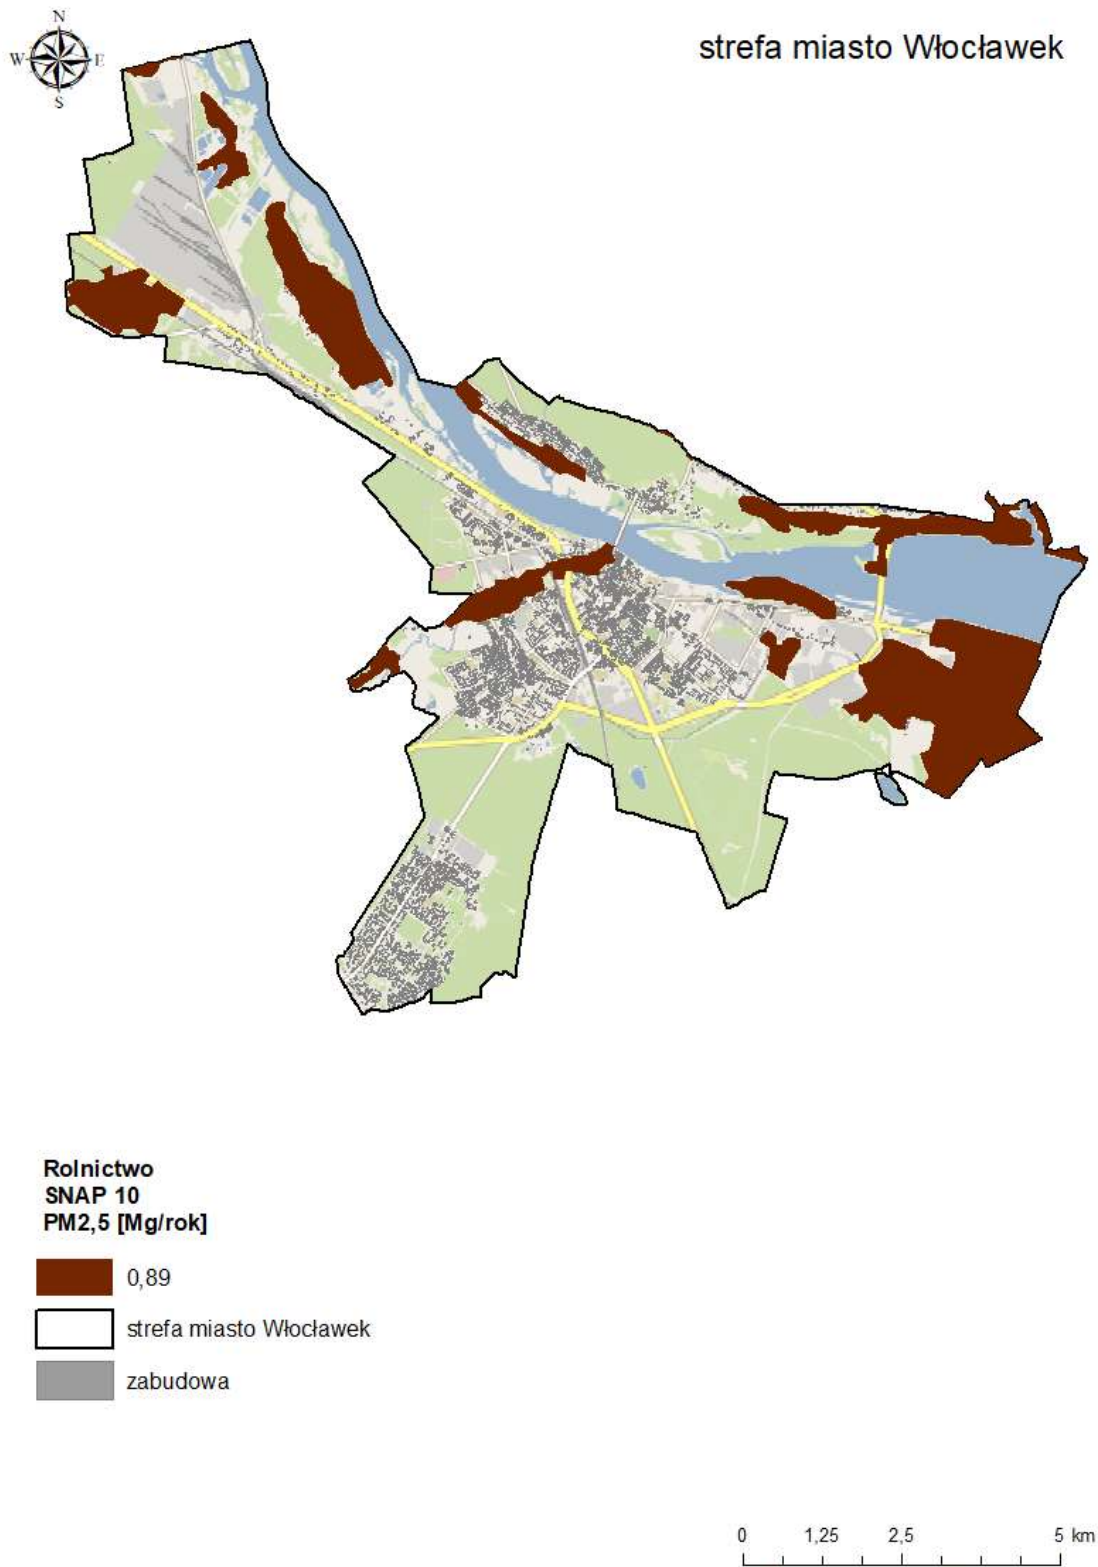 N
strefa miasto Włocławek
W E
S
Rolnictwo
SNAP 10
PM2,5 [Mg/rok]
0,89
strefa miasto Włocławek
zabudowa
0 1,25 2,5 5 km